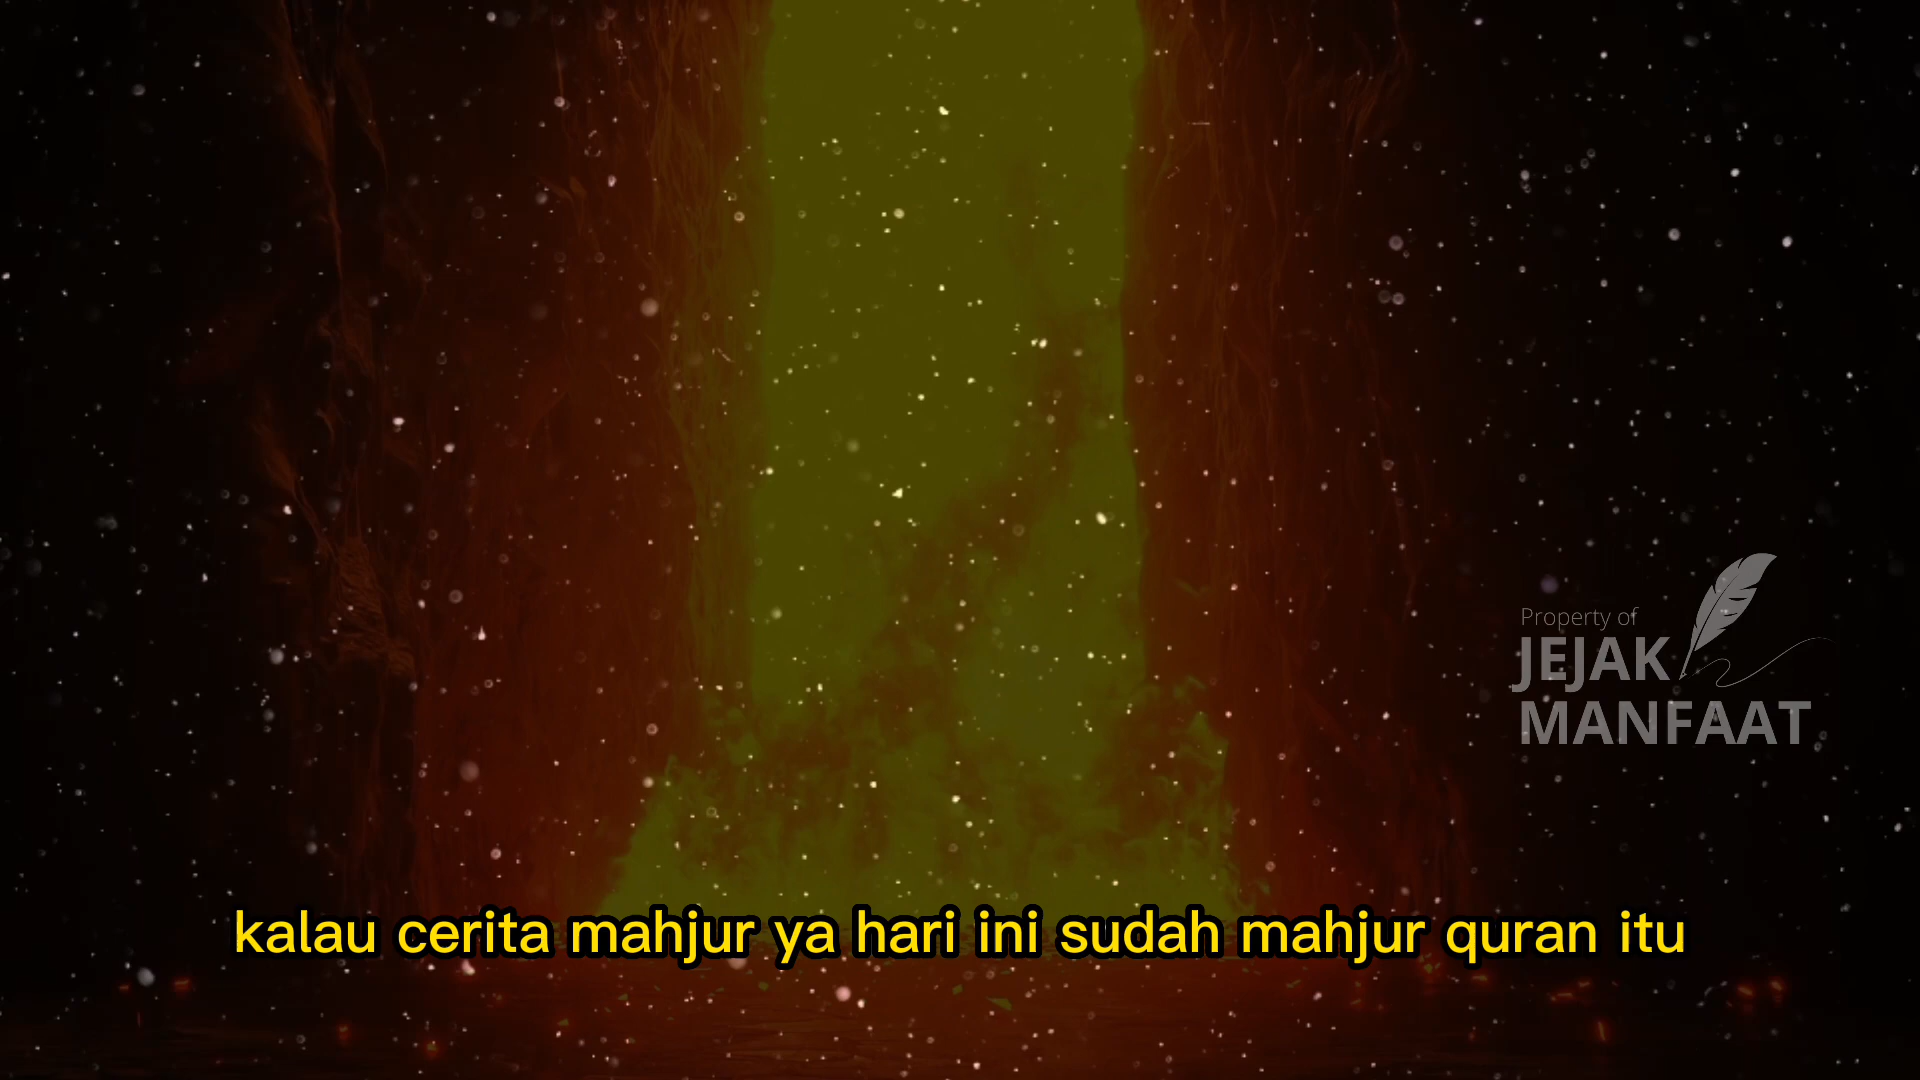 Property of
JEJAK
MANFAAT
kalau cerita mahjur ya hari ini sudah mahjur quran itu